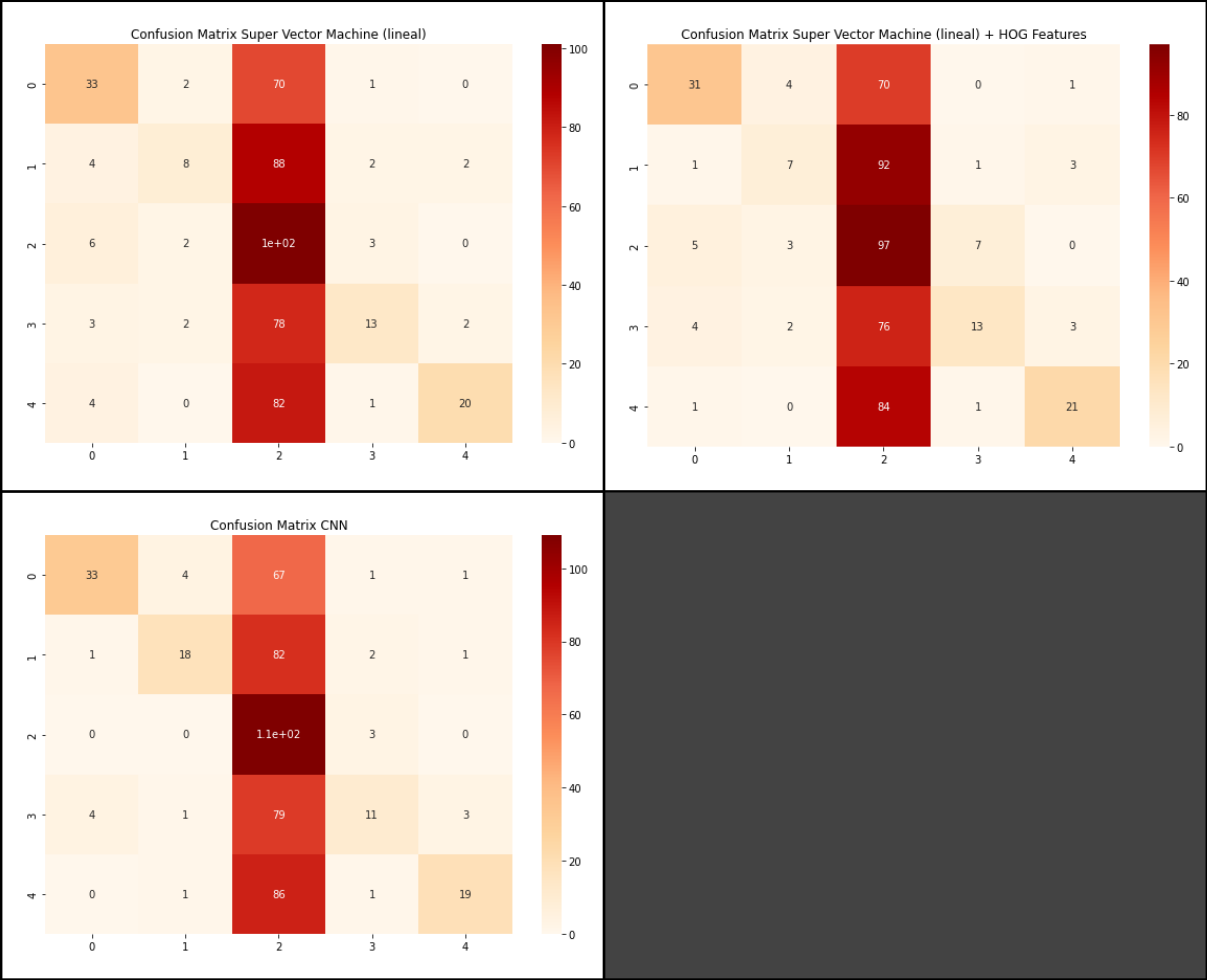 Confusion Matrix Super Vector Machine (lineal)
0 33 2 70 1 0
1 4 8 88 2 2
2 6 2 1e+02 3 0
3 3 2 78 13 2
4 4 0 82 1 20
0 1 2 3 4
100
80
60
40
20
0
Confusion Matrix Super Vector Machine (lineal) + HOG Features
0 31 4 70 0 1
1 1 7 92 1 3
2 5 3 97 7 0
3 4 2 76 13 3
4 1 0 84 1 21
0 1 2 3 4
80
60
40
20
0
Confusion Matrix CNN
0 33 4 67 1 1
1 1 18 82 2 1
2 0 0 1.1e+02 3 0
3 4 1 79 11 3
4 0 1 86 1 19
0 1 2 3 4
100
80
60
40
20
0